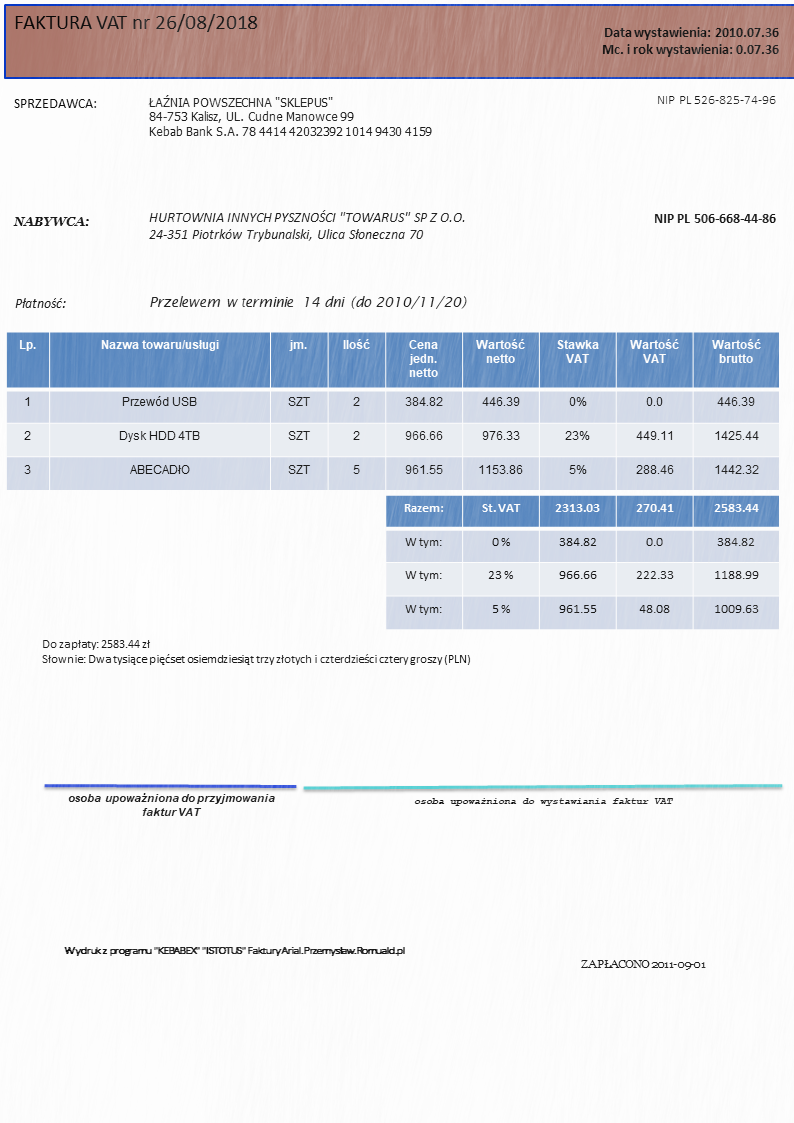 FAKTURA VAT nr 26/08/2018
Data wystawienia: 2010.07.36
Mc. i rok wystawienia: 0.07.36
SPRZEDAWCA:
ŁAŹNIA POWSZECHNA "SKLEPUS"
84-753 Kalisz, UL. Cudne Manowce 99
Kebab Bank S.A. 78 4414 42032392 1014 9430 4159
NIP PL 526-825-74-96
NABYWCA:
HURTOWNIA INNYCH PYSZNOŚCI "TOWARUS" SP Z O.O.
24-351 Piotrków Trybunalski, Ulica Słoneczna 70
NIP PL 506-668-44-86
Płatność:
Przelewem w terminie 14 dni (do 2010/11/20)
Lp. Nazwa towaru/usługi jm. Ilość Cena jedn. netto Wartość netto Stawka VAT Wartość VAT Wartość brutto
1 Przewód USB SZT 2 384.82 446.39 0% 0.0 446.39
2 Dysk HDD 4TB SZT 2 966.66 976.33 23% 449.11 1425.44
3 ABECADłO SZT 5 961.55 1153.86 5% 288.46 1442.32
Razem: St. VAT 2313.03 270.41 2583.44
W tym: 0 % 384.82 0.0 384.82
W tym: 23 % 966.66 222.33 1188.99
W tym: 5 % 961.55 48.08 1009.63
Do zapłaty: 2583.44 zł
Słownie: Dwa tysiące pięćset osiemdziesiąt trzy złotych i czterdzieści cztery groszy (PLN)
osoba upoważniona do przyjmowania
faktur VAT
osoba upoważniona do wystawiania faktur VAT
Wydruk z programu "KEBABEX" "ISTOTUS" Faktury Arial.Przemysław.Romuald.pl
ZAPŁACONO 2011-09-01